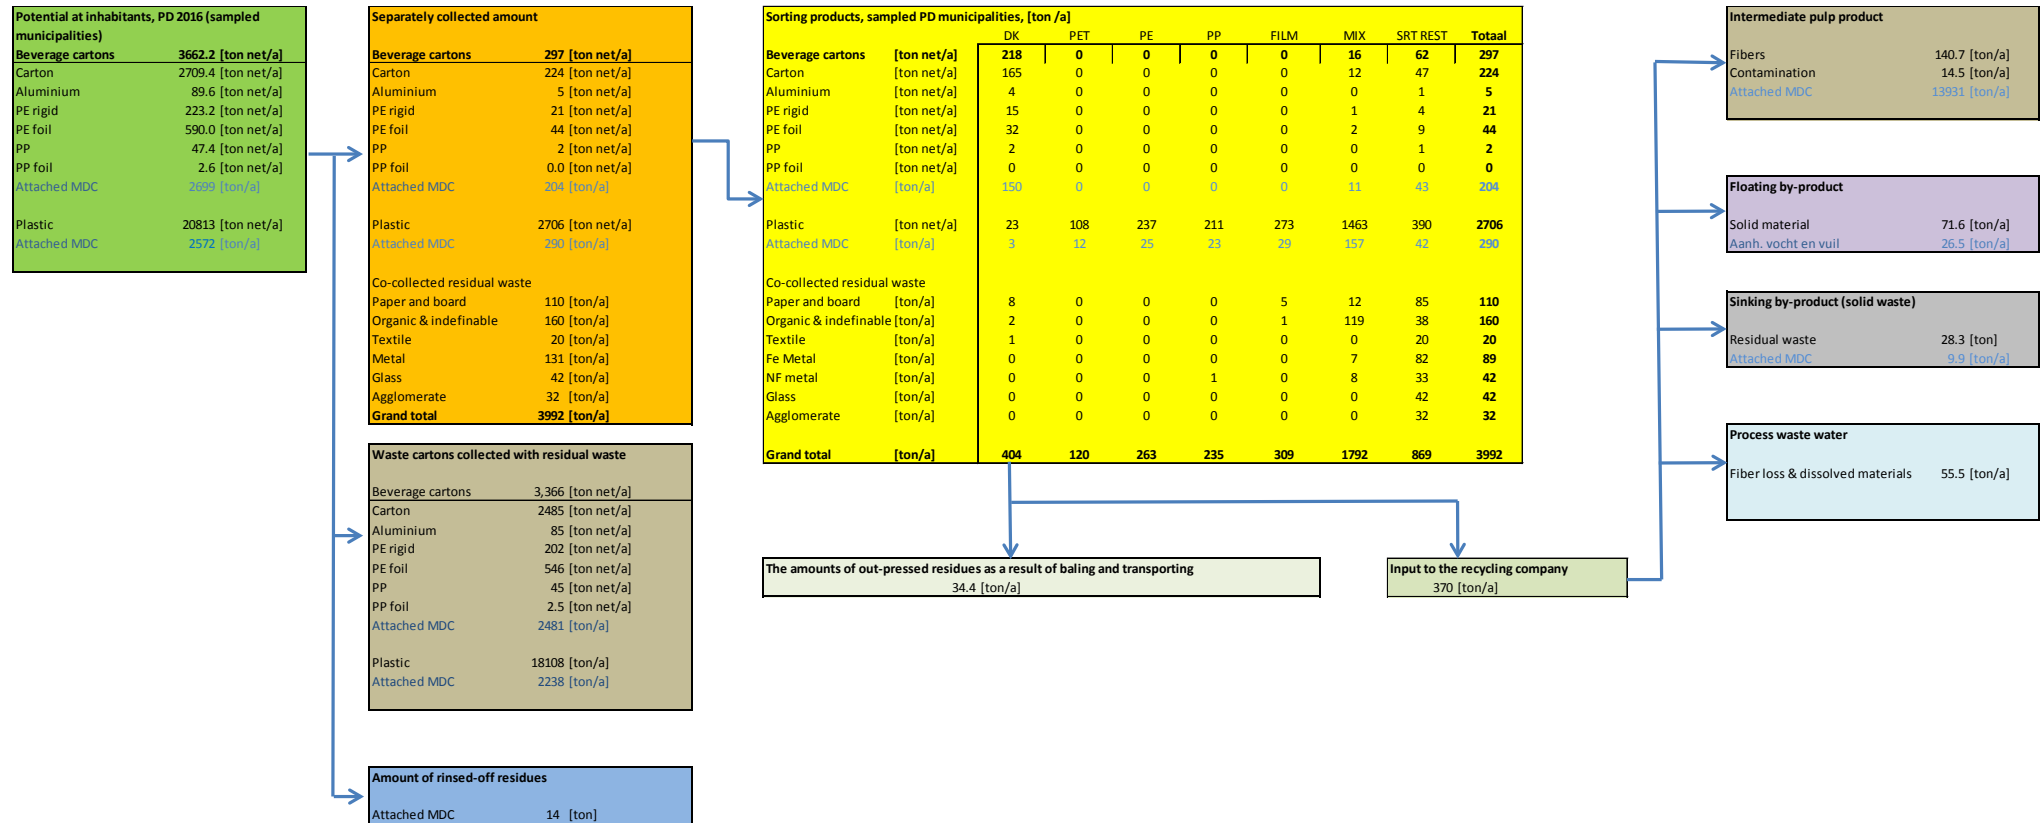 Potential at inhabitants, PD 2016 (sampled
municipalities)
Beverage cartons 3662.2 [ton net/a]
Carton 2709.4 [ton net/a]
Aluminium 89.6 [ton net/a]
PE rigid 223.2 [ton net/a]
PE foil 590.0 [ton net/a]
PP 47.4 [ton net/a]
PP foil 2.6 [ton net/a]
Attached MDC 2699 [ton/a]
Plastic 20813 [ton net/a]
Attached MDC 2572 [ton/a]
Separately collected amount
Beverage cartons 297 [ton net/a]
Carton 224 [ton net/a]
Aluminium 5 [ton net/a]
PE rigid 21 [ton net/a]
PE foil 44 [ton net/a]
PP 2 [ton net/a]
PP foil 0.0 [ton net/a]
Attached MDC 204 [ton/a]
Plastic 2706 [ton net/a]
Attached MDC 290 [ton/a]
Co-collected residual waste
Paper and board 110 [ton/a]
Organic & indefinable 160 [ton/a]
Textile 20 [ton/a]
Metal 131 [ton/a]
Glass 42 [ton/a]
Agglomerate 32 [ton/a]
Grand total 3992 [ton/a]
Waste cartons collected with residual waste
Beverage cartons 3,366 [ton net/a]
Carton 2485 [ton net/a]
Aluminium 85 [ton net/a]
PE rigid 202 [ton net/a]
PE foil 546 [ton net/a]
PP 45 [ton net/a]
PP foil 2.5 [ton net/a]
Attached MDC 2481 [ton/a]
Plastic 18108 [ton/a]
Attached MDC 2238 [ton/a]
Amount of rinsed-off residues
Attached MDC 14 [ton]
Sorting products, sampled PD municipalities, [ton /a]
DK PET PE PP FILM MIX SRT REST Totaal
Beverage cartons [ton net/a] 218 0 0 0 0 16 62 297
Carton [ton net/a] 165 0 0 0 0 12 47 224
Aluminium [ton net/a] 4 0 0 0 0 0 1 5
PE rigid [ton net/a] 15 0 0 0 0 1 4 21
PE foil [ton net/a] 32 0 0 0 0 2 9 44
PP [ton net/a] 2 0 0 0 0 0 1 2
PP foil [ton net/a] 0 0 0 0 0 0 0 0
Attached MDC [ton/a] 150 0 0 0 0 11 43 204
Plastic [ton net/a] 23 108 237 211 273 1463 390 2706
Attached MDC [ton/a] 3 12 25 23 29 157 42 290
Co-collected residual waste
Paper and board [ton/a] 8 0 0 0 5 12 85 110
Organic & indefinable [ton/a] 2 0 0 0 1 119 38 160
Textile [ton/a] 1 0 0 0 0 0 20 20
Fe Metal [ton/a] 0 0 0 0 0 7 82 89
NF metal [ton/a] 0 0 0 1 0 8 33 42
Glass [ton/a] 0 0 0 0 0 0 42 42
Agglomerate [ton/a] 0 0 0 0 0 0 32 32
Grand total [ton/a] 404 120 263 235 309 1792 869 3992
The amounts of out-pressed residues as a result of baling and transporting
34.4 [ton/a]
Input to the recycling company
370 [ton/a]
Intermediate pulp product
Fibers 140.7 [ton/a]
Contamination 14.5 [ton/a]
Attached MDC 13931 [ton/a]
Floating by-product
Solid material 71.6 [ton/a]
Aanh. vocht en vuil 26.5 [ton/a]
Sinking by-product (solid waste)
Residual waste 28.3 [ton]
Attached MDC 9.9 [ton/a]
Process waste water
Fiber loss & dissolved materials 55.5 [ton/a]